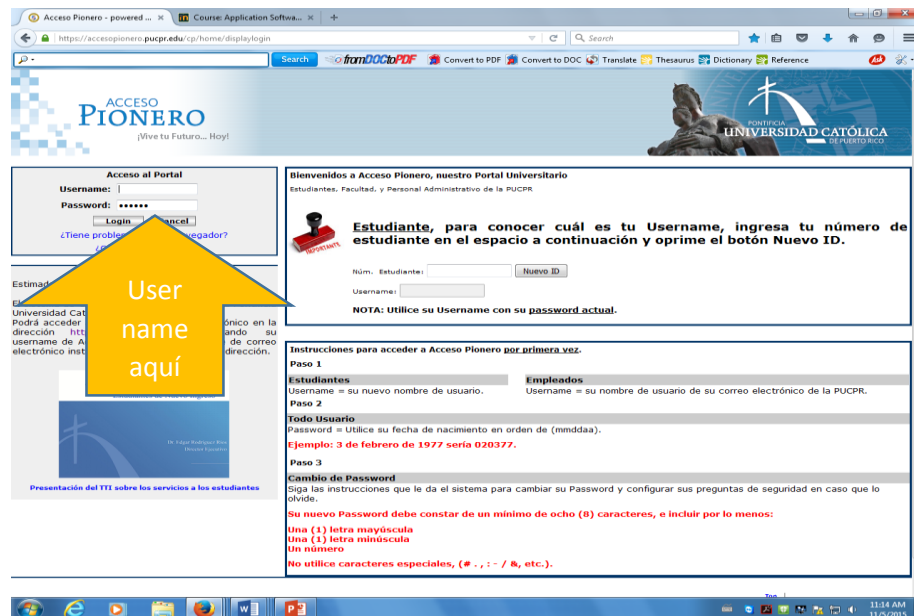 Acceso Pionero - powered ...
Course: Application Softwa...
https://accesopionero.pucpr.edu/cp/home/displaylogin
Search
Search
fromDOCtoPDF
Convert to PDF
Convert to DOC
Translate
Thesaurus
Dictionary
Reference
Ask
ACCESO
PIONERO
¡Vive tu Futuro... Hoy!
PONTIFICIA
UNIVERSIDAD CATÓLICA
DE PUERTO RICO
Acceso al Portal
Username:
Password: ••••••
Login
¿Tiene
User
name
aquí
Universidad
Podrá acceder
ónico en la
dirección
ando su
username de
de correo
electrónico
dirección.
Dr. Edgar Rodríguez Ríos
Director Ejecutivo
Presentación del TTI sobre los servicios a los estudiantes
Bienvenidos a Acceso Pionero, nuestro Portal Universitario
Estudiantes, Facultad, y Personal Administrativo de la PUCPR
IMPORTANTE
Estudiante, para conocer cuál es tu Username, ingresa tu número de
estudiante en el espacio a continuación y oprime el botón Nuevo ID.
Núm. Estudiante:
Nuevo ID
Username:
NOTA: Utilice su Username con su password actual.
Instrucciones para acceder a Acceso Pionero por primera vez.
Paso 1
Estudiantes
Empleados
Username = su nuevo nombre de usuario.
Username = su nombre de usuario de su correo electrónico de la PUCPR.
Paso 2
Todo Usuario
Password = Utilice su fecha de nacimiento en orden de (mmddaa).
Ejemplo: 3 de febrero de 1977 sería 020377.
Paso 3
Cambio de Password
Siga las instrucciones que le da el sistema para cambiar su Password y configurar sus preguntas de seguridad en caso que lo
olvide.
Su nuevo Password debe constar de un mínimo de ocho (8) caracteres, e incluir por lo menos:
Una (1) letra mayúscula
Una (1) letra minúscula
Un número
No utilice caracteres especiales, (# . , : - / &, etc.).
11:14 AM
11/5/2015